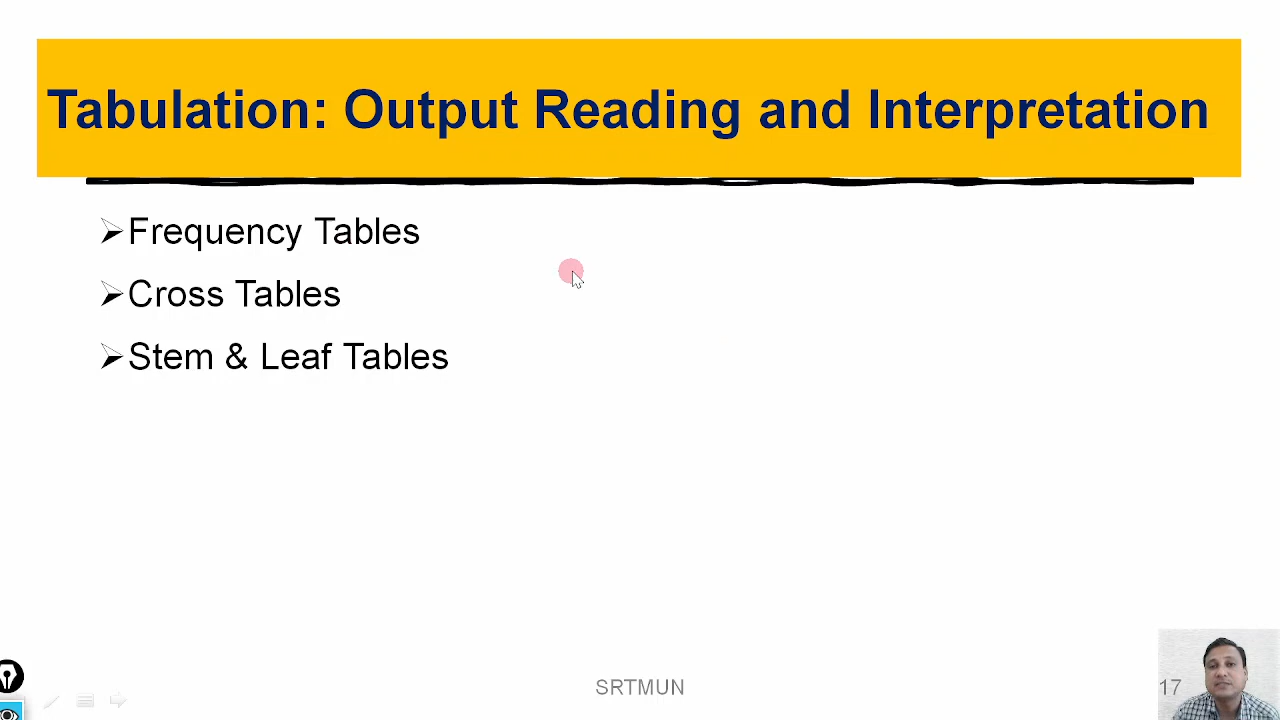 Tabulation: Output Reading and Interpretation
Frequency Tables
Cross Tables
Stem & Leaf Tables
SRTMUN
17